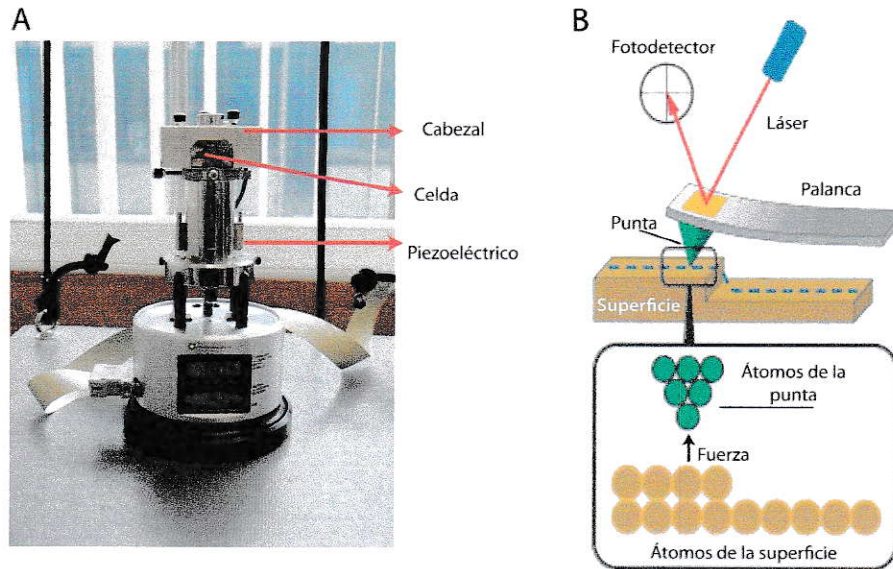 A
Cabezal
Celda
Piezoeléctrico
B
Fotodetector
Láser
Palanca
Punta
Superficie
Átomos de la
punta
Fuerza
Átomos de la superficie